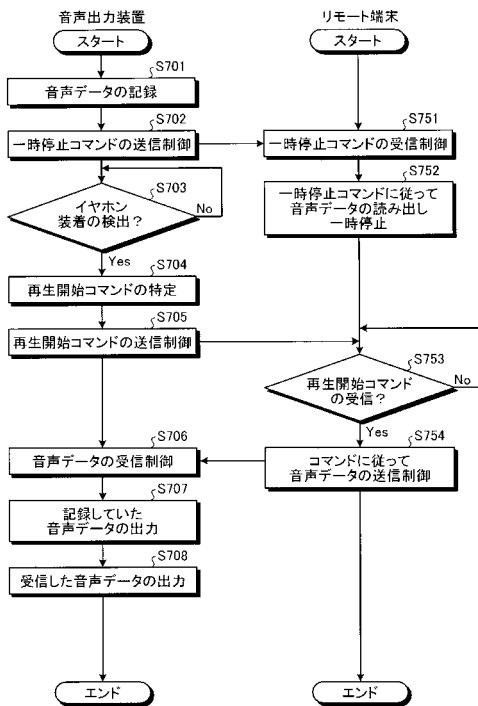 音声出力装置
スタート
S701
音声データの記録
S702
一時停止コマンドの送信制御
S703
イヤホン
装着の検出？
No
Yes
S704
再生開始コマンドの特定
S705
再生開始コマンドの送信制御
S706
音声データの受信制御
S707
記録していた
音声データの出力
S708
受信した音声データの出力
エンド
リモート端末
スタート
S751
一時停止コマンドの受信制御
S752
一時停止コマンドに従って
音声データの読み出し
一時停止
S753
再生開始コマンド
の受信？
No
Yes
S754
コマンドに従って
音声データの送信制御
エンド